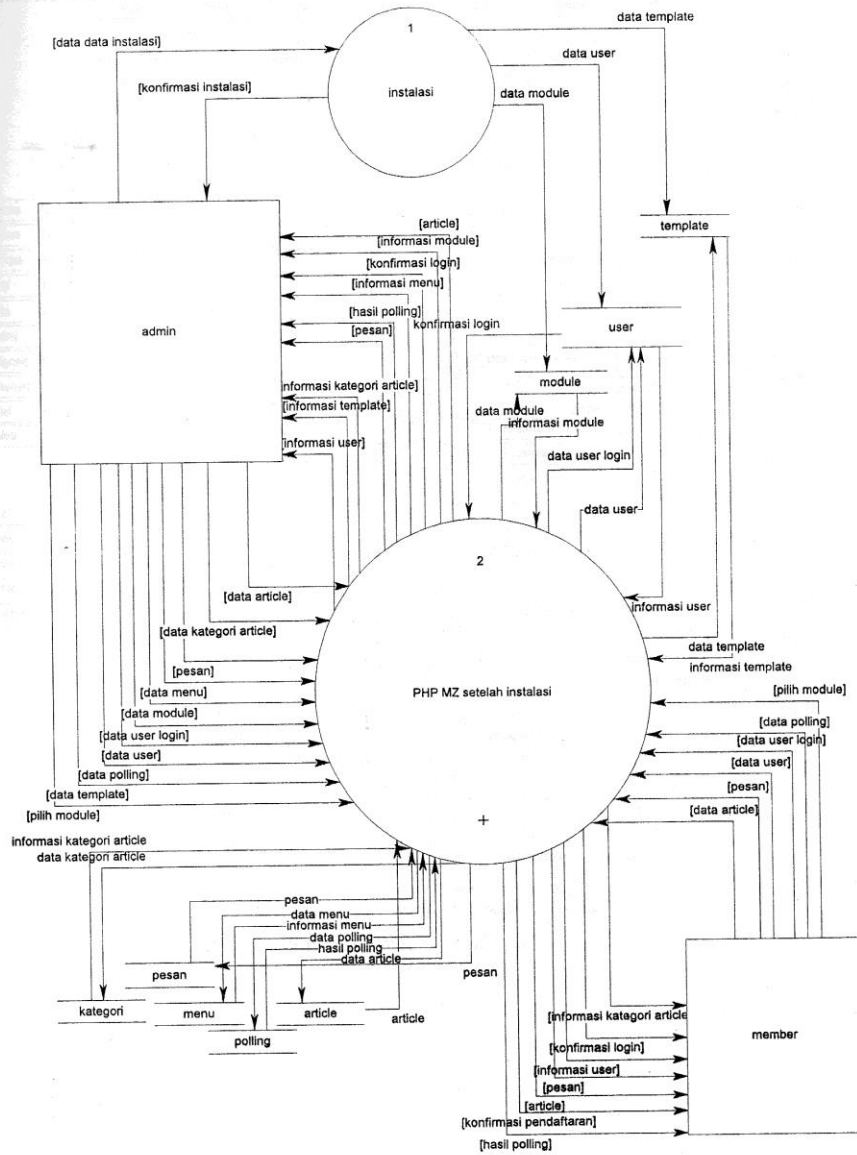 data template
1
[data data instalasi]
data user
[konfirmasi instalasi]
instalasi
data module
[article]
template
[informasi module]
[konfirmasi login]
[informasi menu]
[hasil polling]
konfirmasi login
user
admin
[pesan]
module
informasi kategori article]
data module
[informasi template]
informasi module
[informasi user]
data user login
data user
2
[data article]
informasi user
[data kategori article]
data template
informasi template
[pesan]
PHP MZ setelah instalasi
[pilih module]
[data menu]
[data module]
[data polling]
[data user login]
[data user login]
[data user]
[data user]
[data polling]
[pesan]
[data template]
[data article]
[pilih module]
+
informasi kategori article
data kategori article
pesan
data menu
informasi menu
data polling
hasil polling
data article
pesan
pesan
kategori
menu
article
article
[informasi kategori article
member
polling
[konfirmasi login]
[informasi user]
[pesan]
[article]
[konfirmasi pendaftaran]
[hasil polling]